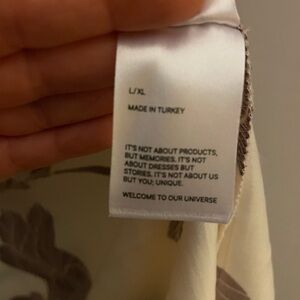 L/XL
MADE IN TURKEY
IT'S NOT ABOUT PRODUCTS,
BUT MEMORIES. IT'S NOT
ABOUT DRESSES BUT
STORIES. IT'S NOT ABOUT US
BUT YOU; UNIQUE.
WELCOME TO OUR UNIVERSE